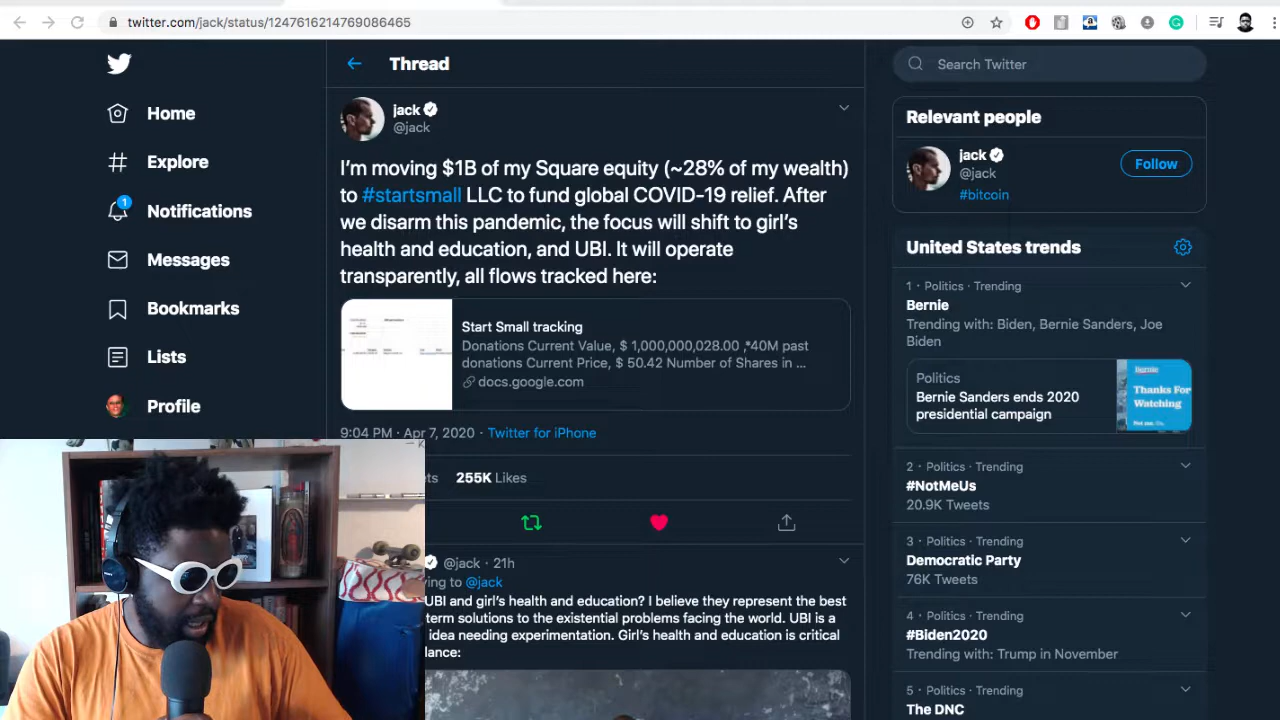 twitter.com/jack/status/1247616214769086465
Home
Explore
1
Notifications
Messages
Bookmarks
Lists
Profile
Thread
jack
@jack
I'm moving $1B of my Square equity (~28% of my wealth)
to #startsmall LLC to fund global COVID-19 relief. After
we disarm this pandemic, the focus will shift to girl's
health and education, and UBI. It will operate
transparently, all flows tracked here:
Start Small tracking
Donations Current Value, $ 1,000,000,028.00 ,*40M past
donations Current Price, $ 50.42 Number of Shares in ...
docs.google.com
9:04 PM · Apr 7, 2020 · Twitter for iPhone
ets 255K Likes
@jack · 21h
ying to @jack
UBI and girl's health and education? I believe they represent the best
term solutions to the existential problems facing the world. UBI is a
idea needing experimentation. Girl's health and education is critical
lance:
Search Twitter
Relevant people
jack
@jack
Follow
#bitcoin
United States trends
1 · Politics · Trending
Bernie
Trending with: Biden, Bernie Sanders, Joe
Biden
Politics
Bernie Sanders ends 2020
presidential campaign
Bernie
Thanks For
Watching
Not me. Us.
2 · Politics · Trending
#NotMeUs
20.9K Tweets
3 · Politics · Trending
Democratic Party
76K Tweets
4 · Politics · Trending
#Biden2020
Trending with: Trump in November
5 · Politics · Trending
The DNC